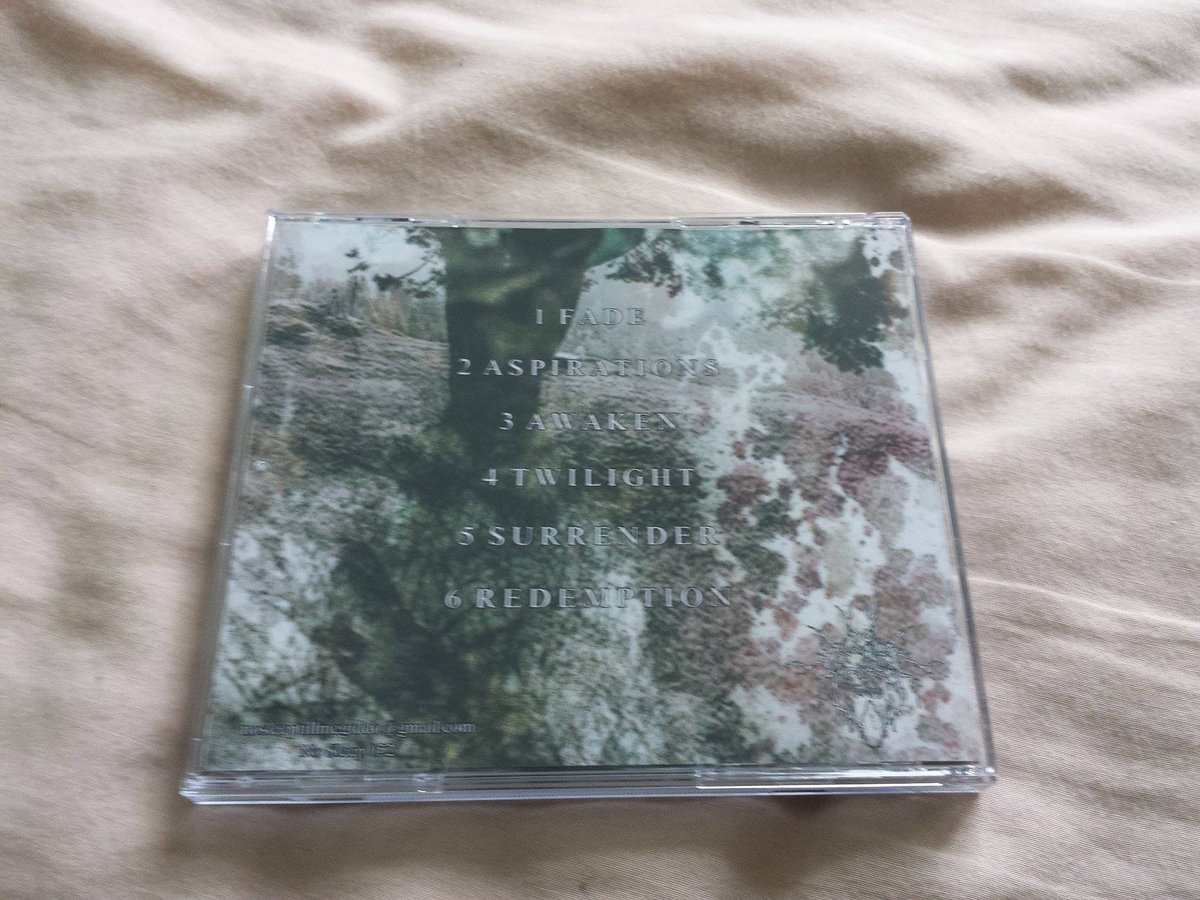 1 FADE
2 ASPIRATIONS
3 AWAKEN
4 TWILIGHT
5 SURRENDER
6 REDEMPTION